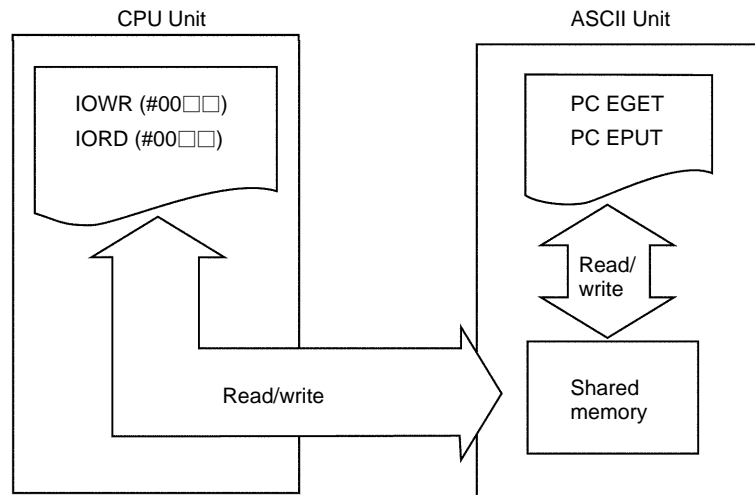 CPU Unit
ASCII Unit
IOWR (#00□□)
IORD (#00□□)
PC EGET
PC EPUT
Read/
write
Read/write
Shared
memory